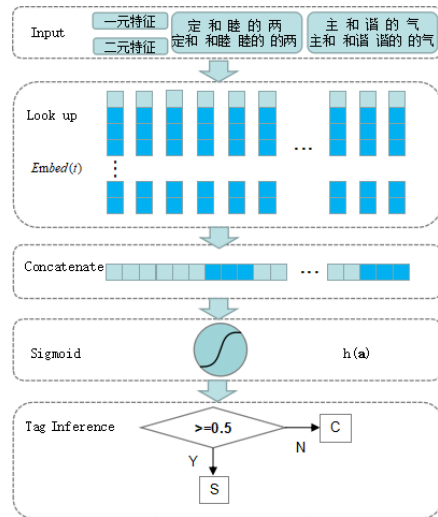 Input
一元特征
二元特征
定 和 睦 的 两
定和 和睦 睦的 的两
主 和 谐 的 气
主和 和谐 谐的 的气
Look up
...
Embed(t)
⋮
Concatenate
...
Sigmoid
h(a)
Tag Inference
>=0.5
C
Y
N
S